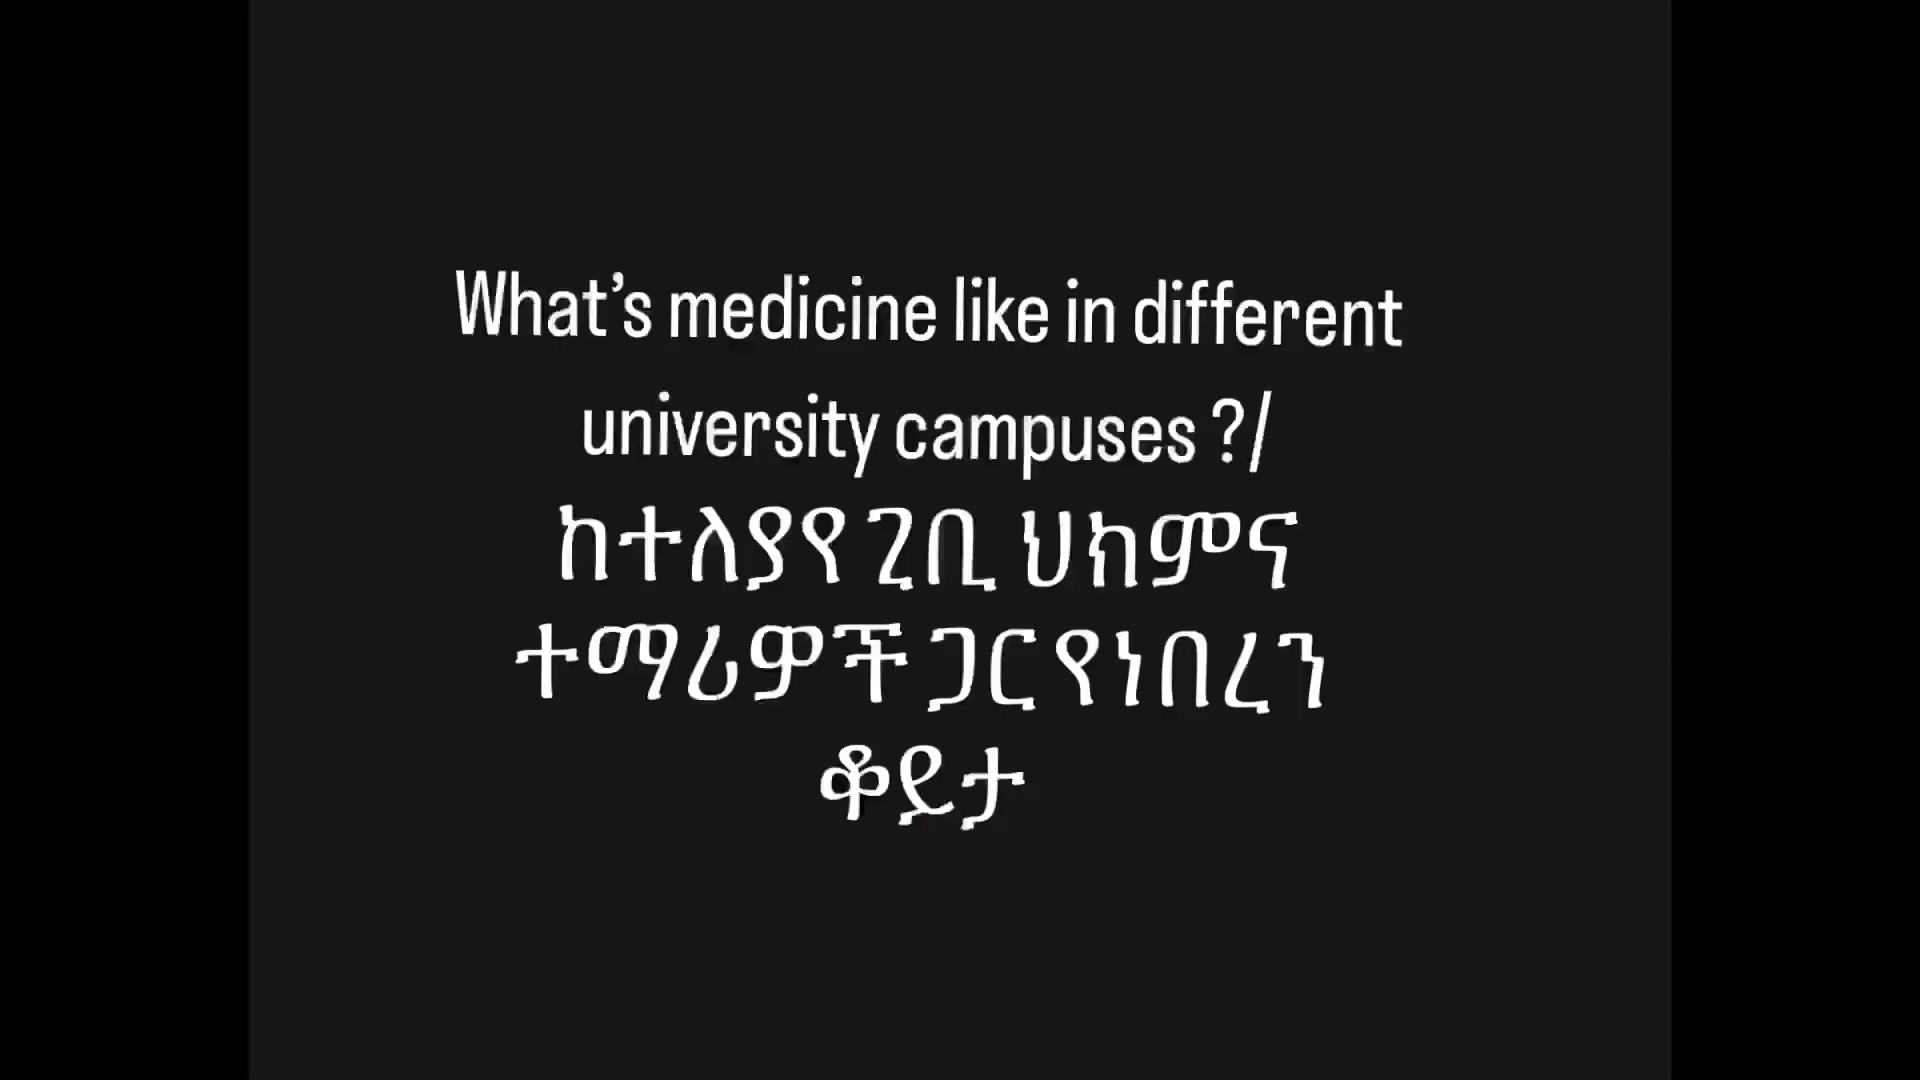 What’s medicine like in different
university campuses ?/
ከተለያየ ጊቢ ህክምና
ተማሪዎች ጋር የነበረን
ቆይታ